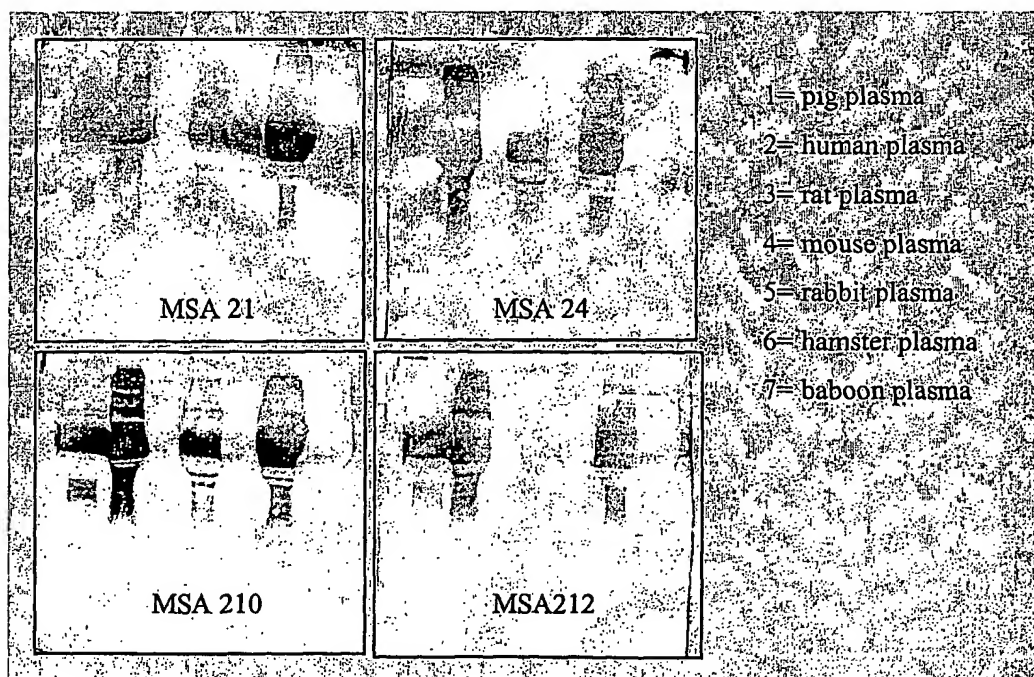 MSA 21
MSA 24
MSA 210
MSA212
1= pig plasma
2= human plasma
3= rat plasma
4= mouse plasma
5= rabbit plasma
6= hamster plasma
7= baboon plasma